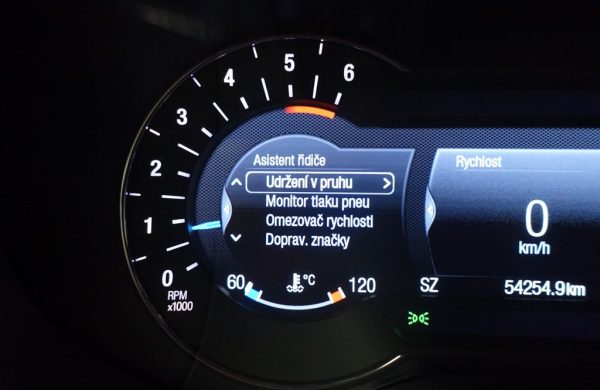 6
5
4
3
2
1
0
RPM
x1000
Asistent řidiče
Udržení v pruhu
Monitor tlaku pneu
Omezovač rychlosti
Doprav. značky
60
°C
120
Rychlost
0
km/h
SZ
54254.9km